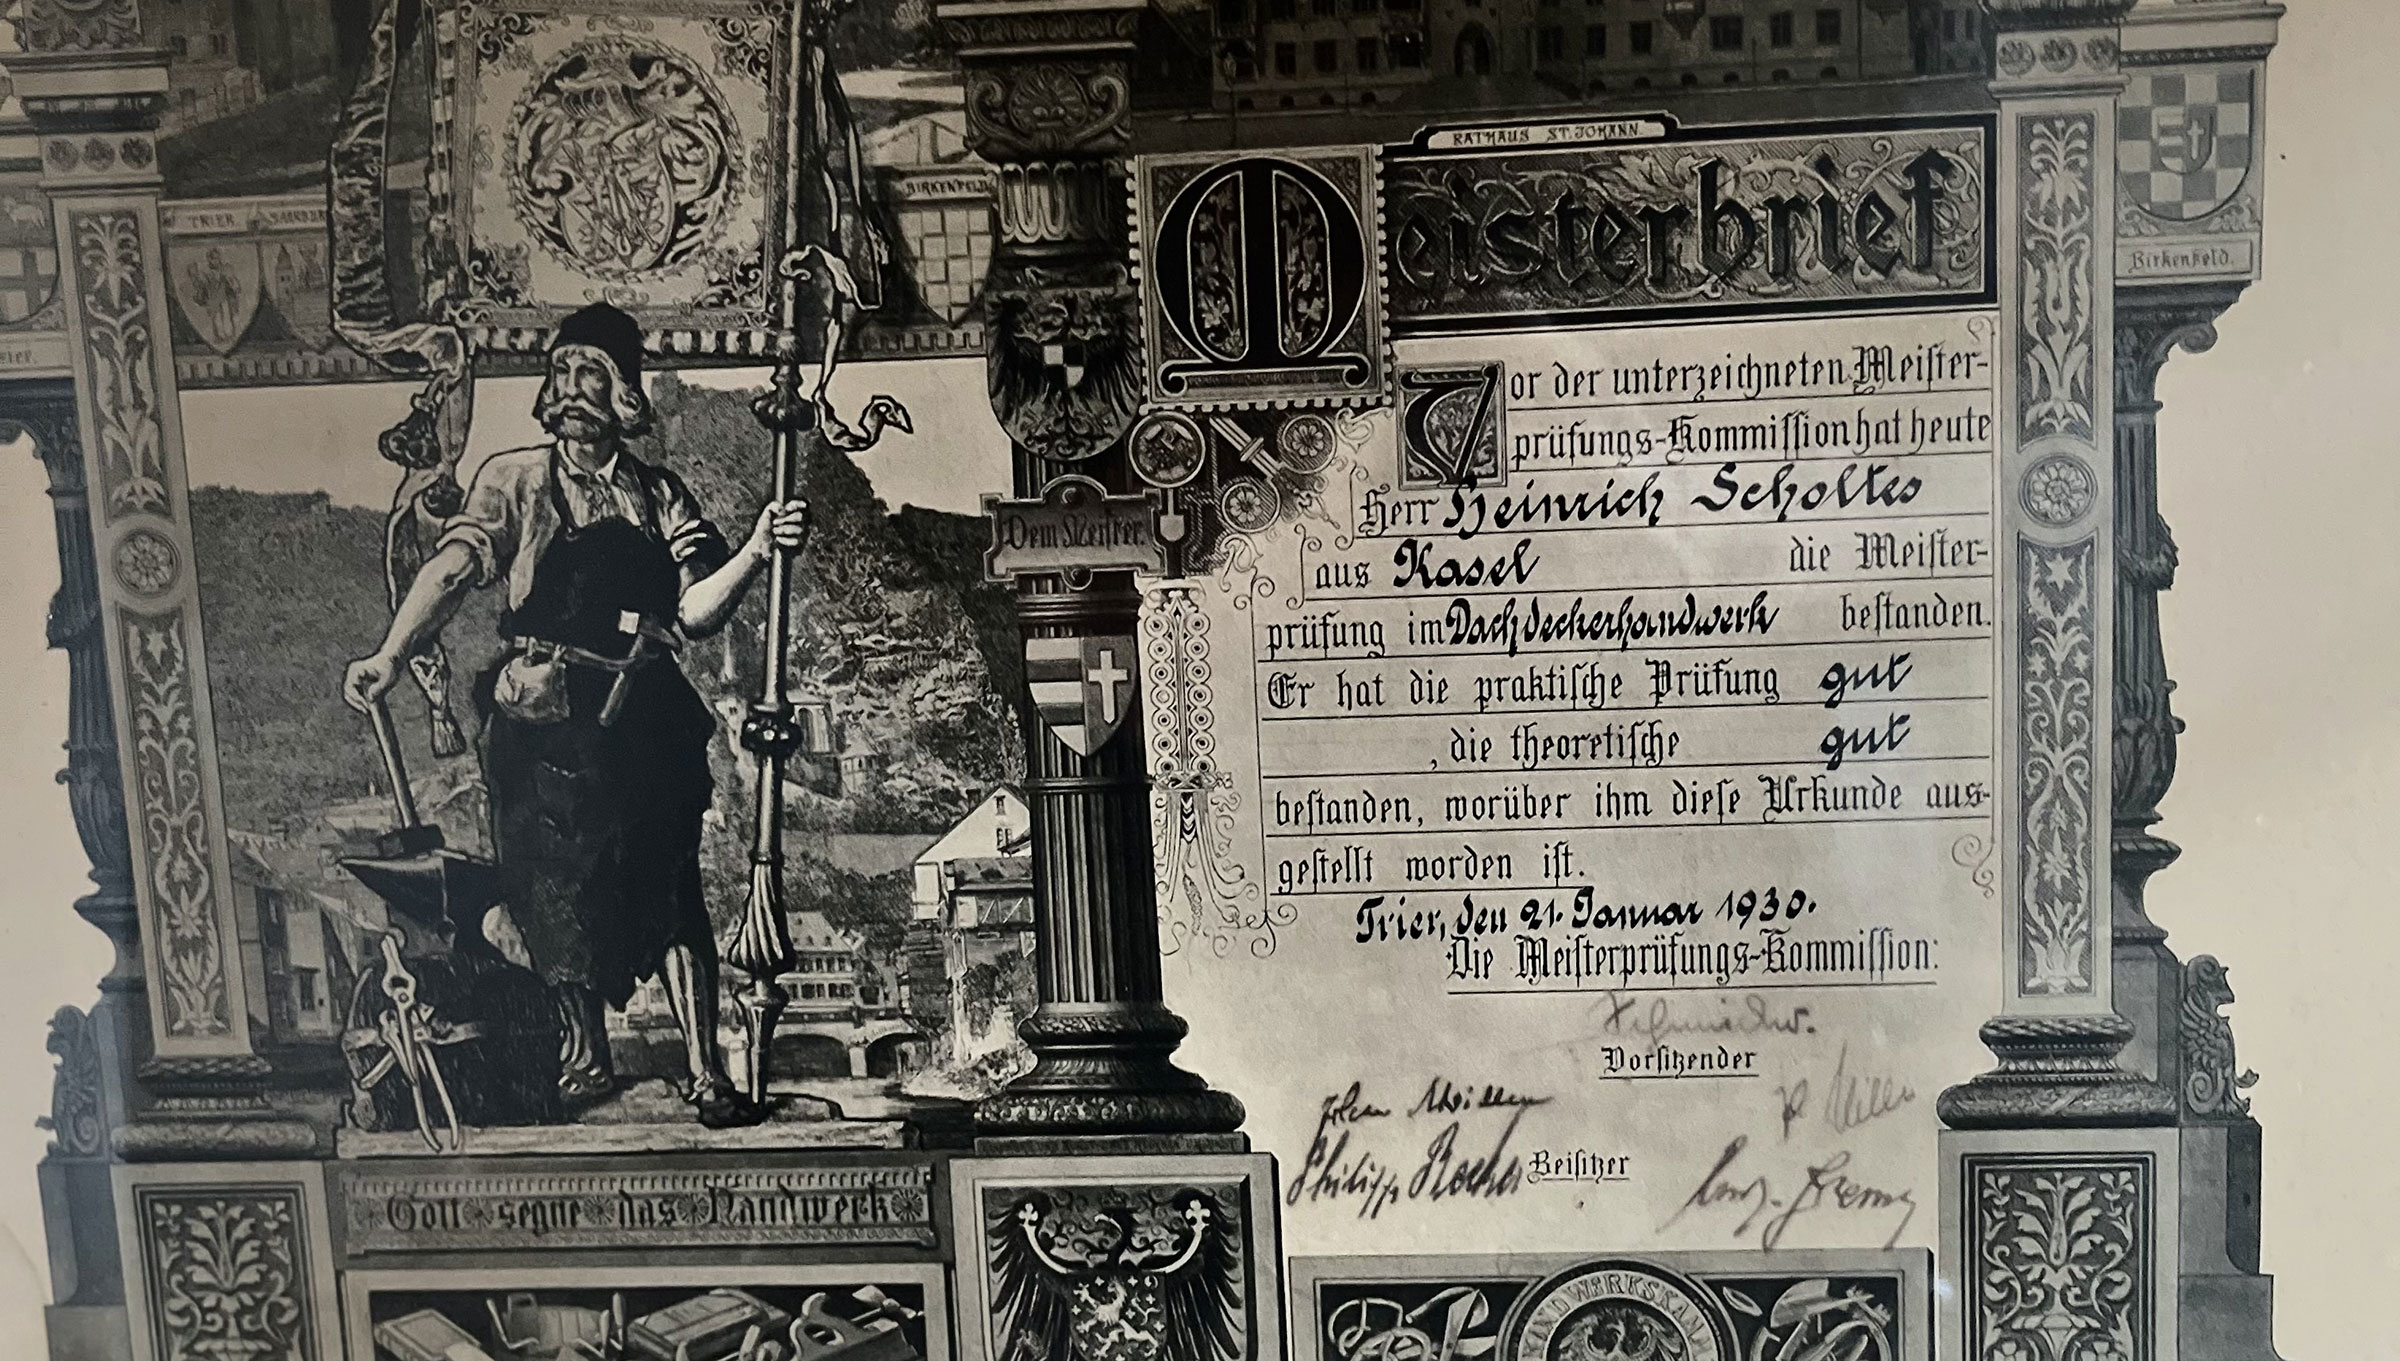 RATHAUS ST. JOHANN.
Meisterbrief
TRIER
BIRKENFELD
Birkenfeld.
Vor der unterzeichneten Meister-
prüfungs-Kommission hat heute
Herr Heinrich Scholtes
aus Kasel die Meister-
prüfung im Dachdeckerhandwerk bestanden.
Er hat die praktische Prüfung gut
, die theoretische gut
bestanden, worüber ihm diese Urkunde aus-
gestellt worden ist.
Trier, den 21. Januar 1930.
Die Meisterprüfungs-Kommission:
Vorsitzender
Philipp
Beisitzer
Dem Meister.
Gott segne das Handwerk